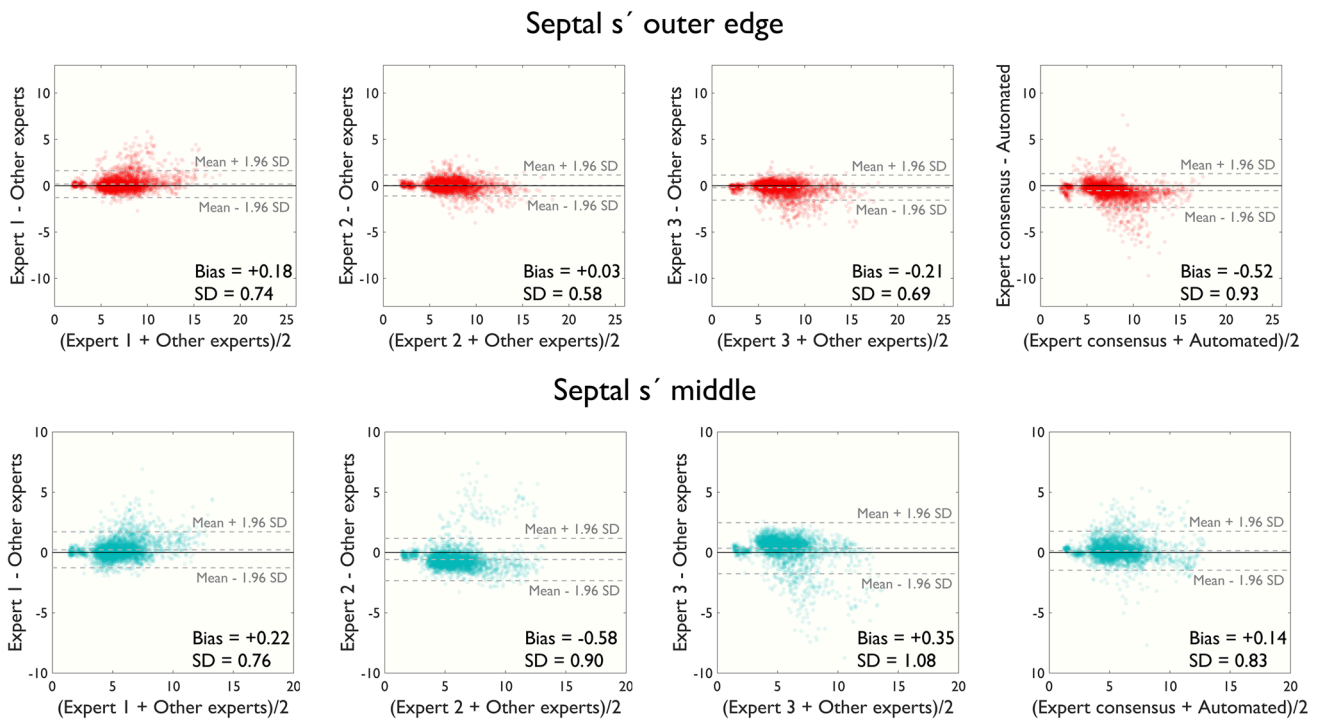 Septal s´ outer edge
10
5
0
-5
-10
Expert 1 - Other experts
Mean + 1.96 SD
Mean - 1.96 SD
Bias = +0.18
SD = 0.74
0 5 10 15 20 25
(Expert 1 + Other experts)/2
10
5
0
-5
-10
Expert 2 - Other experts
Mean + 1.96 SD
Mean - 1.96 SD
Bias = +0.03
SD = 0.58
0 5 10 15 20 25
(Expert 2 + Other experts)/2
10
5
0
-5
-10
Expert 3 - Other experts
Mean + 1.96 SD
Mean - 1.96 SD
Bias = -0.21
SD = 0.69
0 5 10 15 20 25
(Expert 3 + Other experts)/2
10
5
0
-5
-10
Expert consensus - Automated
Mean + 1.96 SD
Mean - 1.96 SD
Bias = -0.52
SD = 0.93
0 5 10 15 20 25
(Expert consensus + Automated)/2
Septal s´ middle
10
5
0
-5
-10
Expert 1 - Other experts
Mean + 1.96 SD
Mean - 1.96 SD
Bias = +0.22
SD = 0.76
0 5 10 15 20
(Expert 1 + Other experts)/2
10
5
0
-5
-10
Expert 2 - Other experts
Mean + 1.96 SD
Mean - 1.96 SD
Bias = -0.58
SD = 0.90
0 5 10 15 20
(Expert 2 + Other experts)/2
10
5
0
-5
-10
Expert 3 - Other experts
Mean + 1.96 SD
Mean - 1.96 SD
Bias = +0.35
SD = 1.08
0 5 10 15 20
(Expert 3 + Other experts)/2
10
5
0
-5
10
Expert consensus - Automated
Mean + 1.96 SD
Mean - 1.96 SD
Bias = +0.14
SD = 0.83
0 5 10 15 20
(Expert consensus + Automated)/2